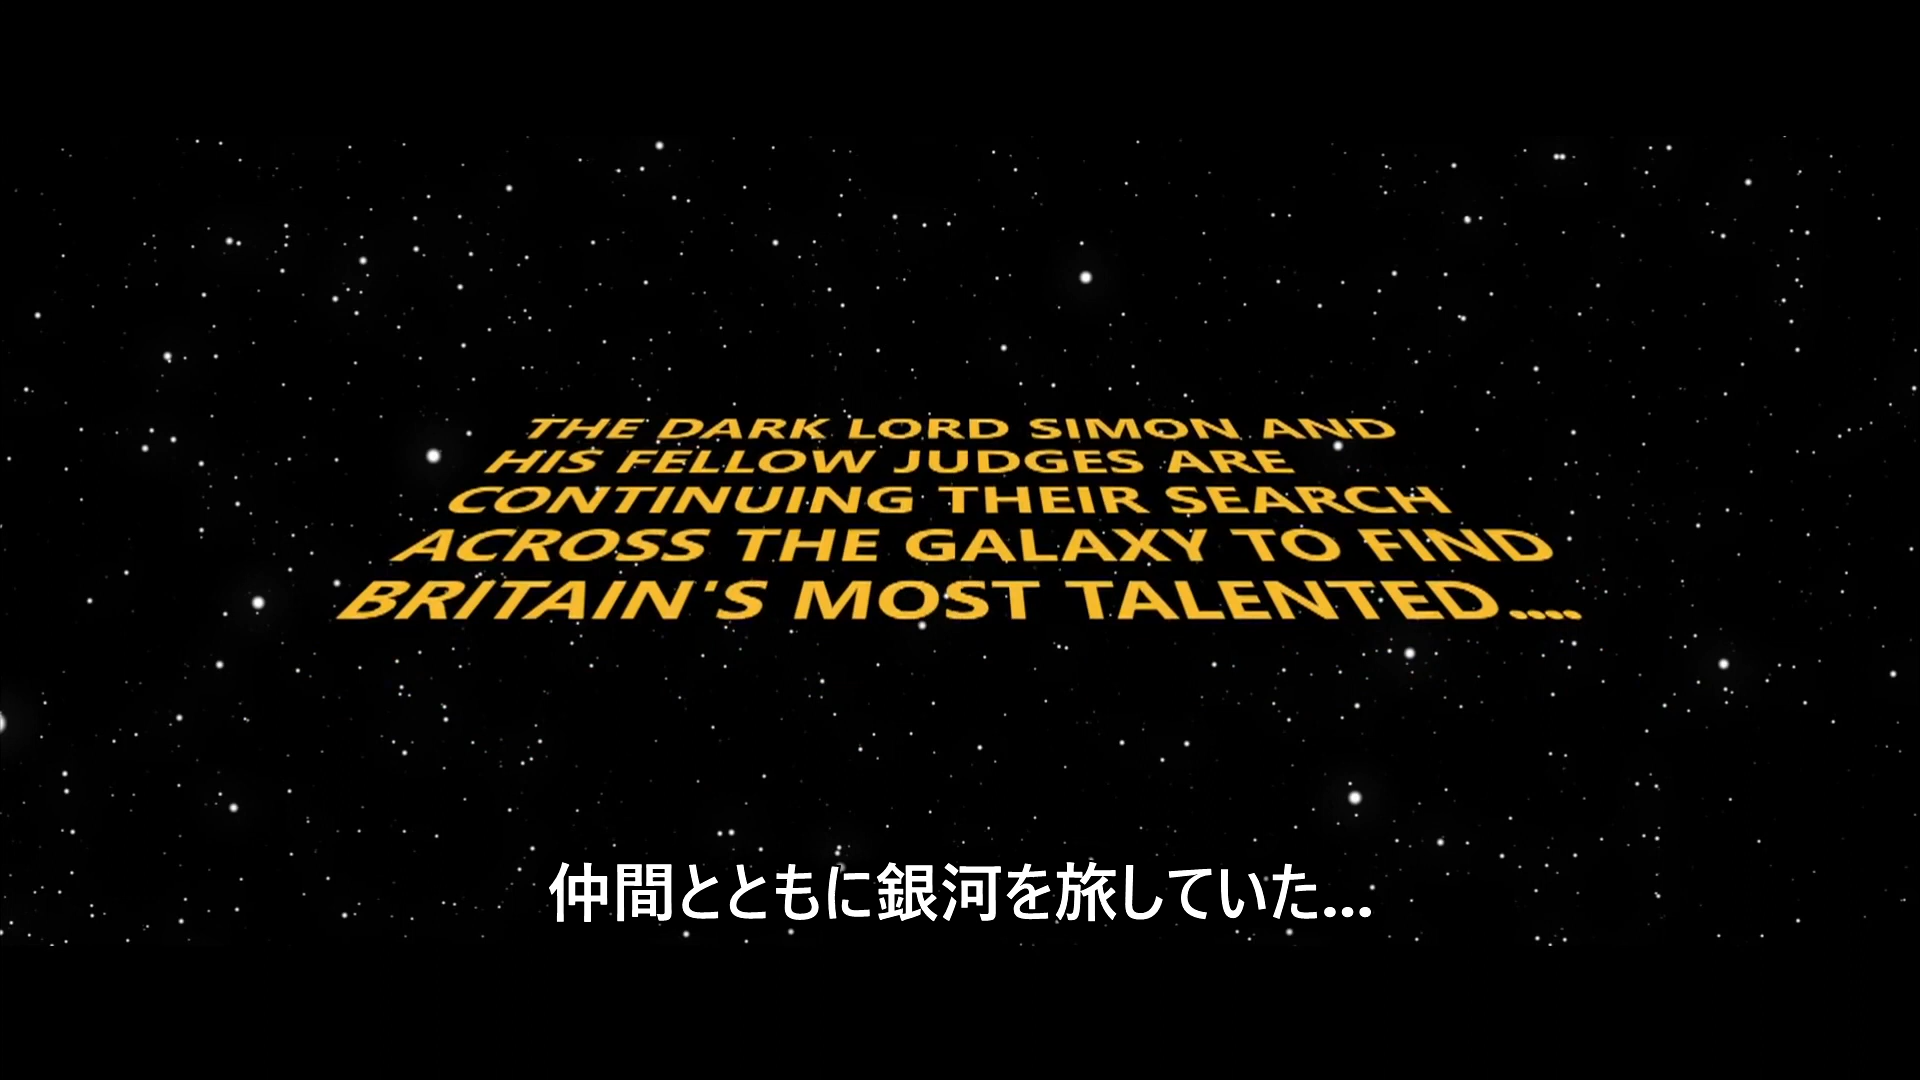 THE DARK LORD SIMON AND
HIS FELLOW JUDGES ARE
CONTINUING THEIR SEARCH
ACROSS THE GALAXY TO FIND
BRITAIN'S MOST TALENTED....
仲間とともに銀河を旅していた...